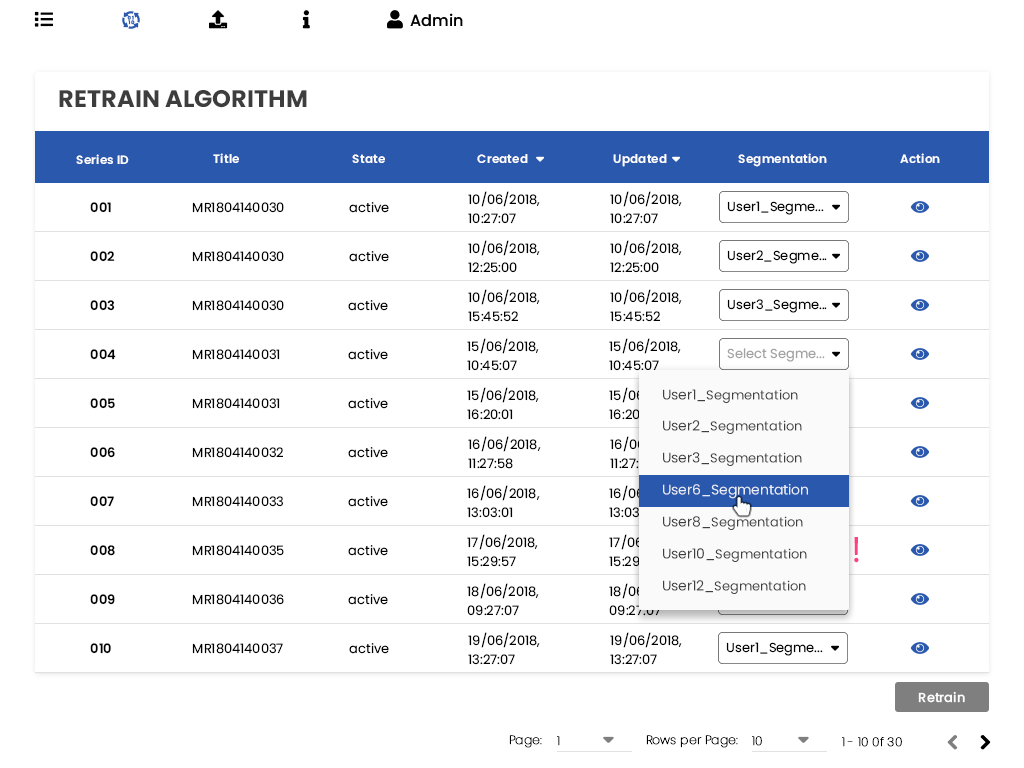 Admin
RETRAIN ALGORITHM
Series ID Title State Created Updated Segmentation Action
001 MR1804140030 active 10/06/2018, 10:27:07 10/06/2018, 10:27:07 User1_Segme...
002 MR1804140030 active 10/06/2018, 12:25:00 10/06/2018, 12:25:00 User2_Segme...
003 MR1804140030 active 10/06/2018, 15:45:52 10/06/2018, 15:45:52 User3_Segme...
004 MR1804140031 active 15/06/2018, 10:45:07 15/06/2018, 10:45:07 Select Segme...
005 MR1804140031 active 15/06/2018, 16:20:01 15/06 16:20
006 MR1804140032 active 16/06/2018, 11:27:58 16/06 11:27:
007 MR1804140033 active 16/06/2018, 13:03:01 16/06 13:03
008 MR1804140035 active 17/06/2018, 15:29:57 17/06 15:29 !
009 MR1804140036 active 18/06/2018, 09:27:07 18/06 09:27:07
010 MR1804140037 active 19/06/2018, 13:27:07 19/06/2018, 13:27:07 User1_Segme...
User1_Segmentation
User2_Segmentation
User3_Segmentation
User6_Segmentation
User8_Segmentation
User10_Segmentation
User12_Segmentation
Retrain
Page: 1 Rows per Page: 10 1 - 10 0f 30